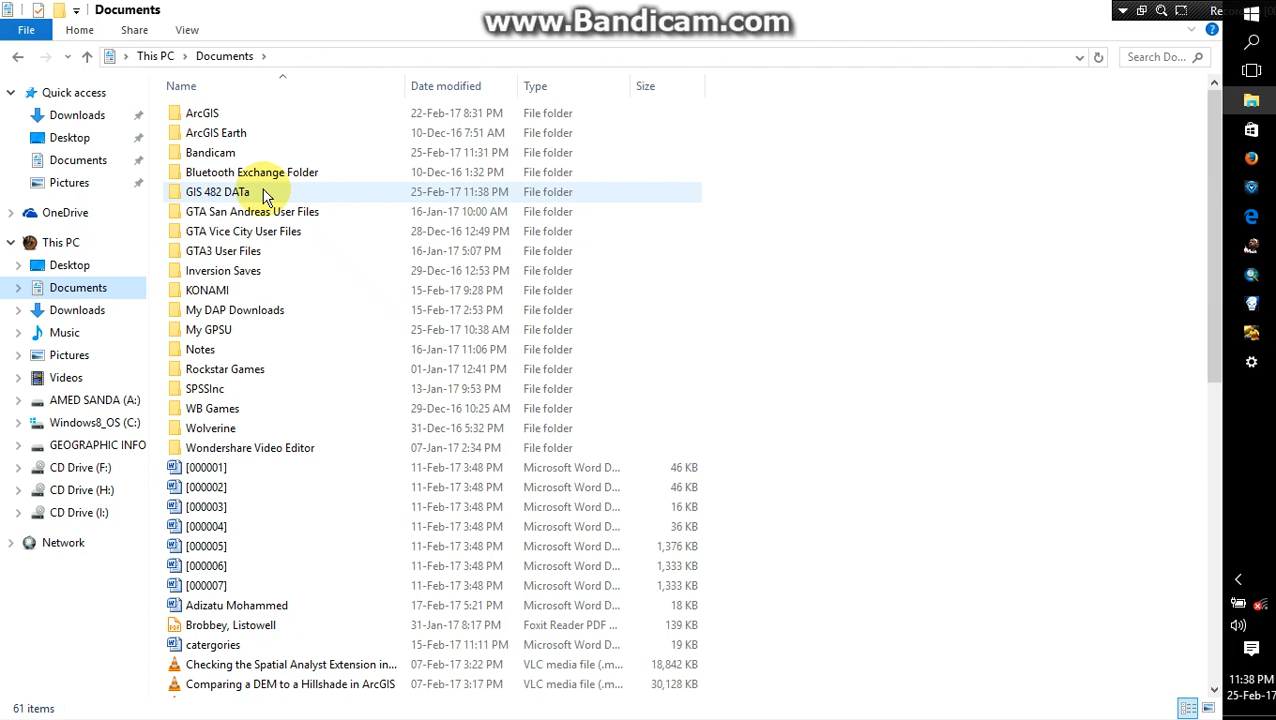 Documents
www.Bandicam.com
Re
File Home Share View
This PC Documents
Search Do...
Name Date modified Type Size
Quick access
Downloads
Desktop
Documents
Pictures
OneDrive
This PC
Desktop
Documents
Downloads
Music
Pictures
Videos
AMED SANDA (A:)
Windows8_OS (C:)
GEOGRAPHIC INFO
CD Drive (F:)
CD Drive (H:)
CD Drive (I:)
Network
ArcGIS 22-Feb-17 8:31 PM File folder
ArcGIS Earth 10-Dec-16 7:51 AM File folder
Bandicam 25-Feb-17 11:31 PM File folder
Bluetooth Exchange Folder 10-Dec-16 1:32 PM File folder
GIS 482 DATa 25-Feb-17 11:38 PM File folder
GTA San Andreas User Files 16-Jan-17 10:00 AM File folder
GTA Vice City User Files 28-Dec-16 12:49 PM File folder
GTA3 User Files 16-Jan-17 5:07 PM File folder
Inversion Saves 29-Dec-16 12:53 PM File folder
KONAMI 15-Feb-17 9:28 PM File folder
My DAP Downloads 15-Feb-17 2:53 PM File folder
My GPSU 25-Feb-17 10:38 AM File folder
Notes 16-Jan-17 11:06 PM File folder
Rockstar Games 01-Jan-17 12:41 PM File folder
SPSSInc 13-Jan-17 9:53 PM File folder
WB Games 29-Dec-16 10:25 AM File folder
Wolverine 31-Dec-16 5:32 PM File folder
Wondershare Video Editor 07-Jan-17 2:34 PM File folder
[000001] 11-Feb-17 3:48 PM Microsoft Word D... 46 KB
[000002] 11-Feb-17 3:48 PM Microsoft Word D... 46 KB
[000003] 11-Feb-17 3:48 PM Microsoft Word D... 16 KB
[000004] 11-Feb-17 3:48 PM Microsoft Word D... 36 KB
[000005] 11-Feb-17 3:48 PM Microsoft Word D... 1,376 KB
[000006] 11-Feb-17 3:48 PM Microsoft Word D... 1,333 KB
[000007] 11-Feb-17 3:48 PM Microsoft Word D... 1,333 KB
Adizatu Mohammed 17-Feb-17 5:21 PM Microsoft Word D... 18 KB
Brobbey, Listowell 31-Jan-17 8:17 PM Foxit Reader PDF ... 139 KB
catergories 15-Feb-17 11:11 PM Microsoft Word D... 19 KB
Checking the Spatial Analyst Extension in... 07-Feb-17 3:22 PM VLC media file (.m... 18,842 KB
Comparing a DEM to a Hillshade in ArcGIS 07-Feb-17 3:17 PM VLC media file (.m... 30,128 KB
61 items
11:38 PM
25-Feb-17